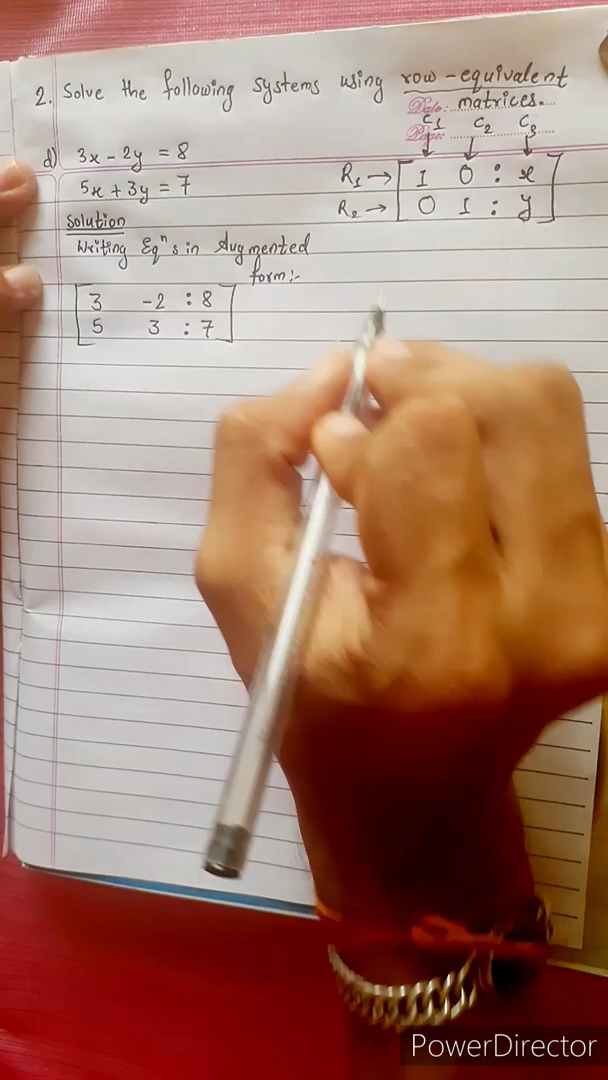 2. Solve the following systems using row-equivalent
Date: matrices.
Page: C1 C2 C3
d) 3x - 2y = 8
5x + 3y = 7
R1 → [ 1 0 : x ]
R2 → [ 0 1 : y ]
Solution
Writing Eqn's in Augmented
form:-
[ 3 -2 : 8 ]
[ 5 3 : 7 ]
PowerDirector